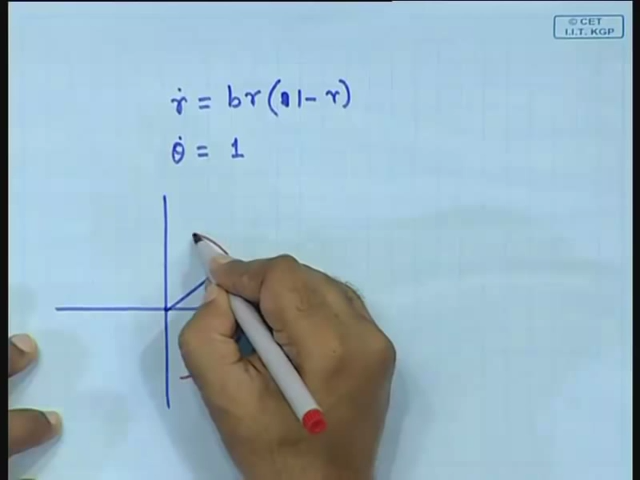 © CET
I.I.T. KGP
ṙ = br(1 - r)
θ̇ = 1